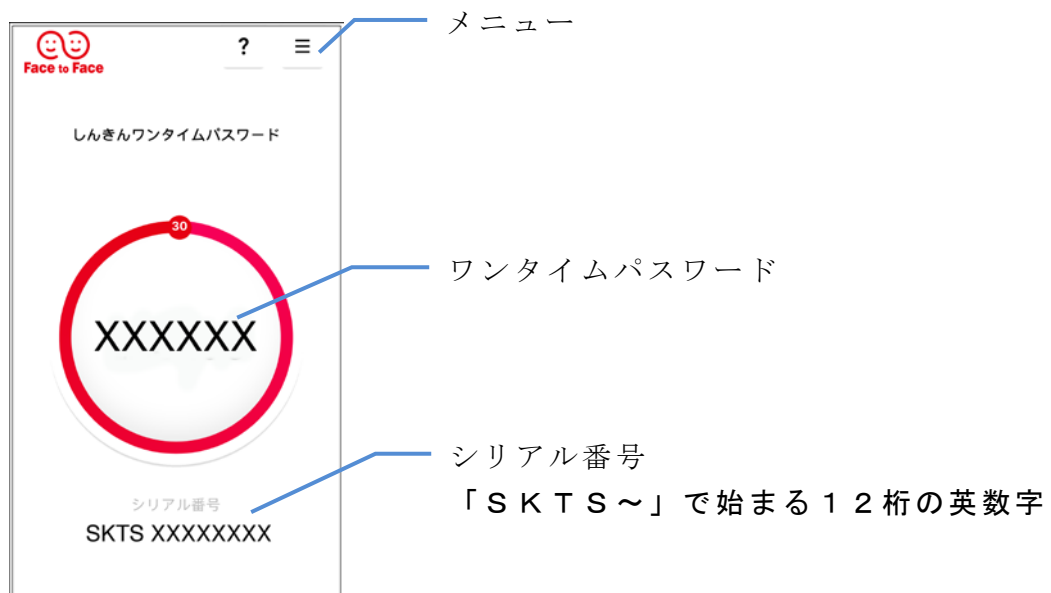 メニュー
? ≡
Face to Face
しんきんワンタイムパスワード
30
ワンタイムパスワード
XXXXXX
シリアル番号
「ＳＫＴＳ～」で始まる１２桁の英数字
シリアル番号
SKTS XXXXXXXX